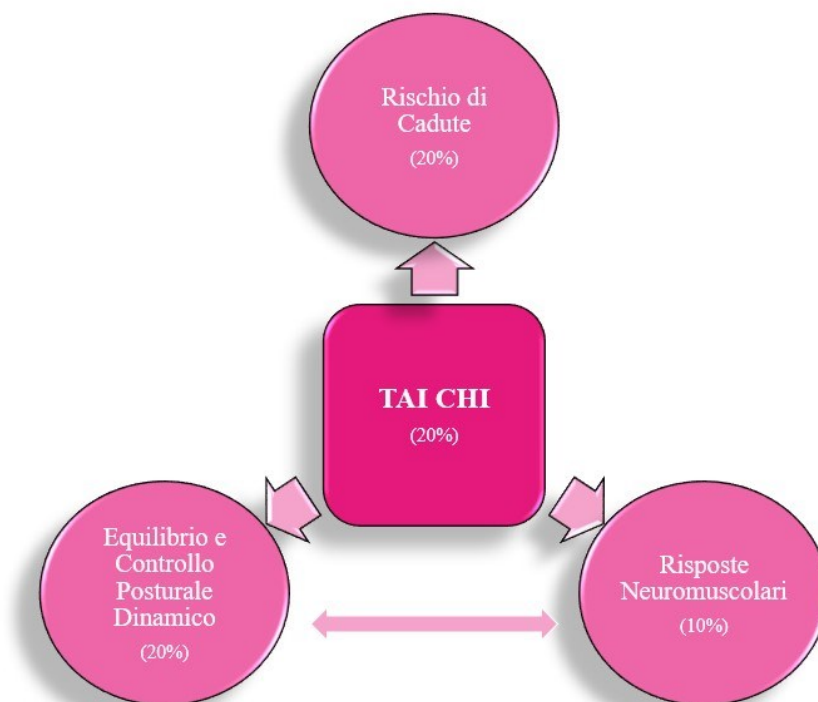 Rischio di
Cadute
(20%)
TAI CHI
(20%)
Equilibrio e
Controllo
Posturale
Dinamico
(20%)
Risposte
Neuromuscolari
(10%)